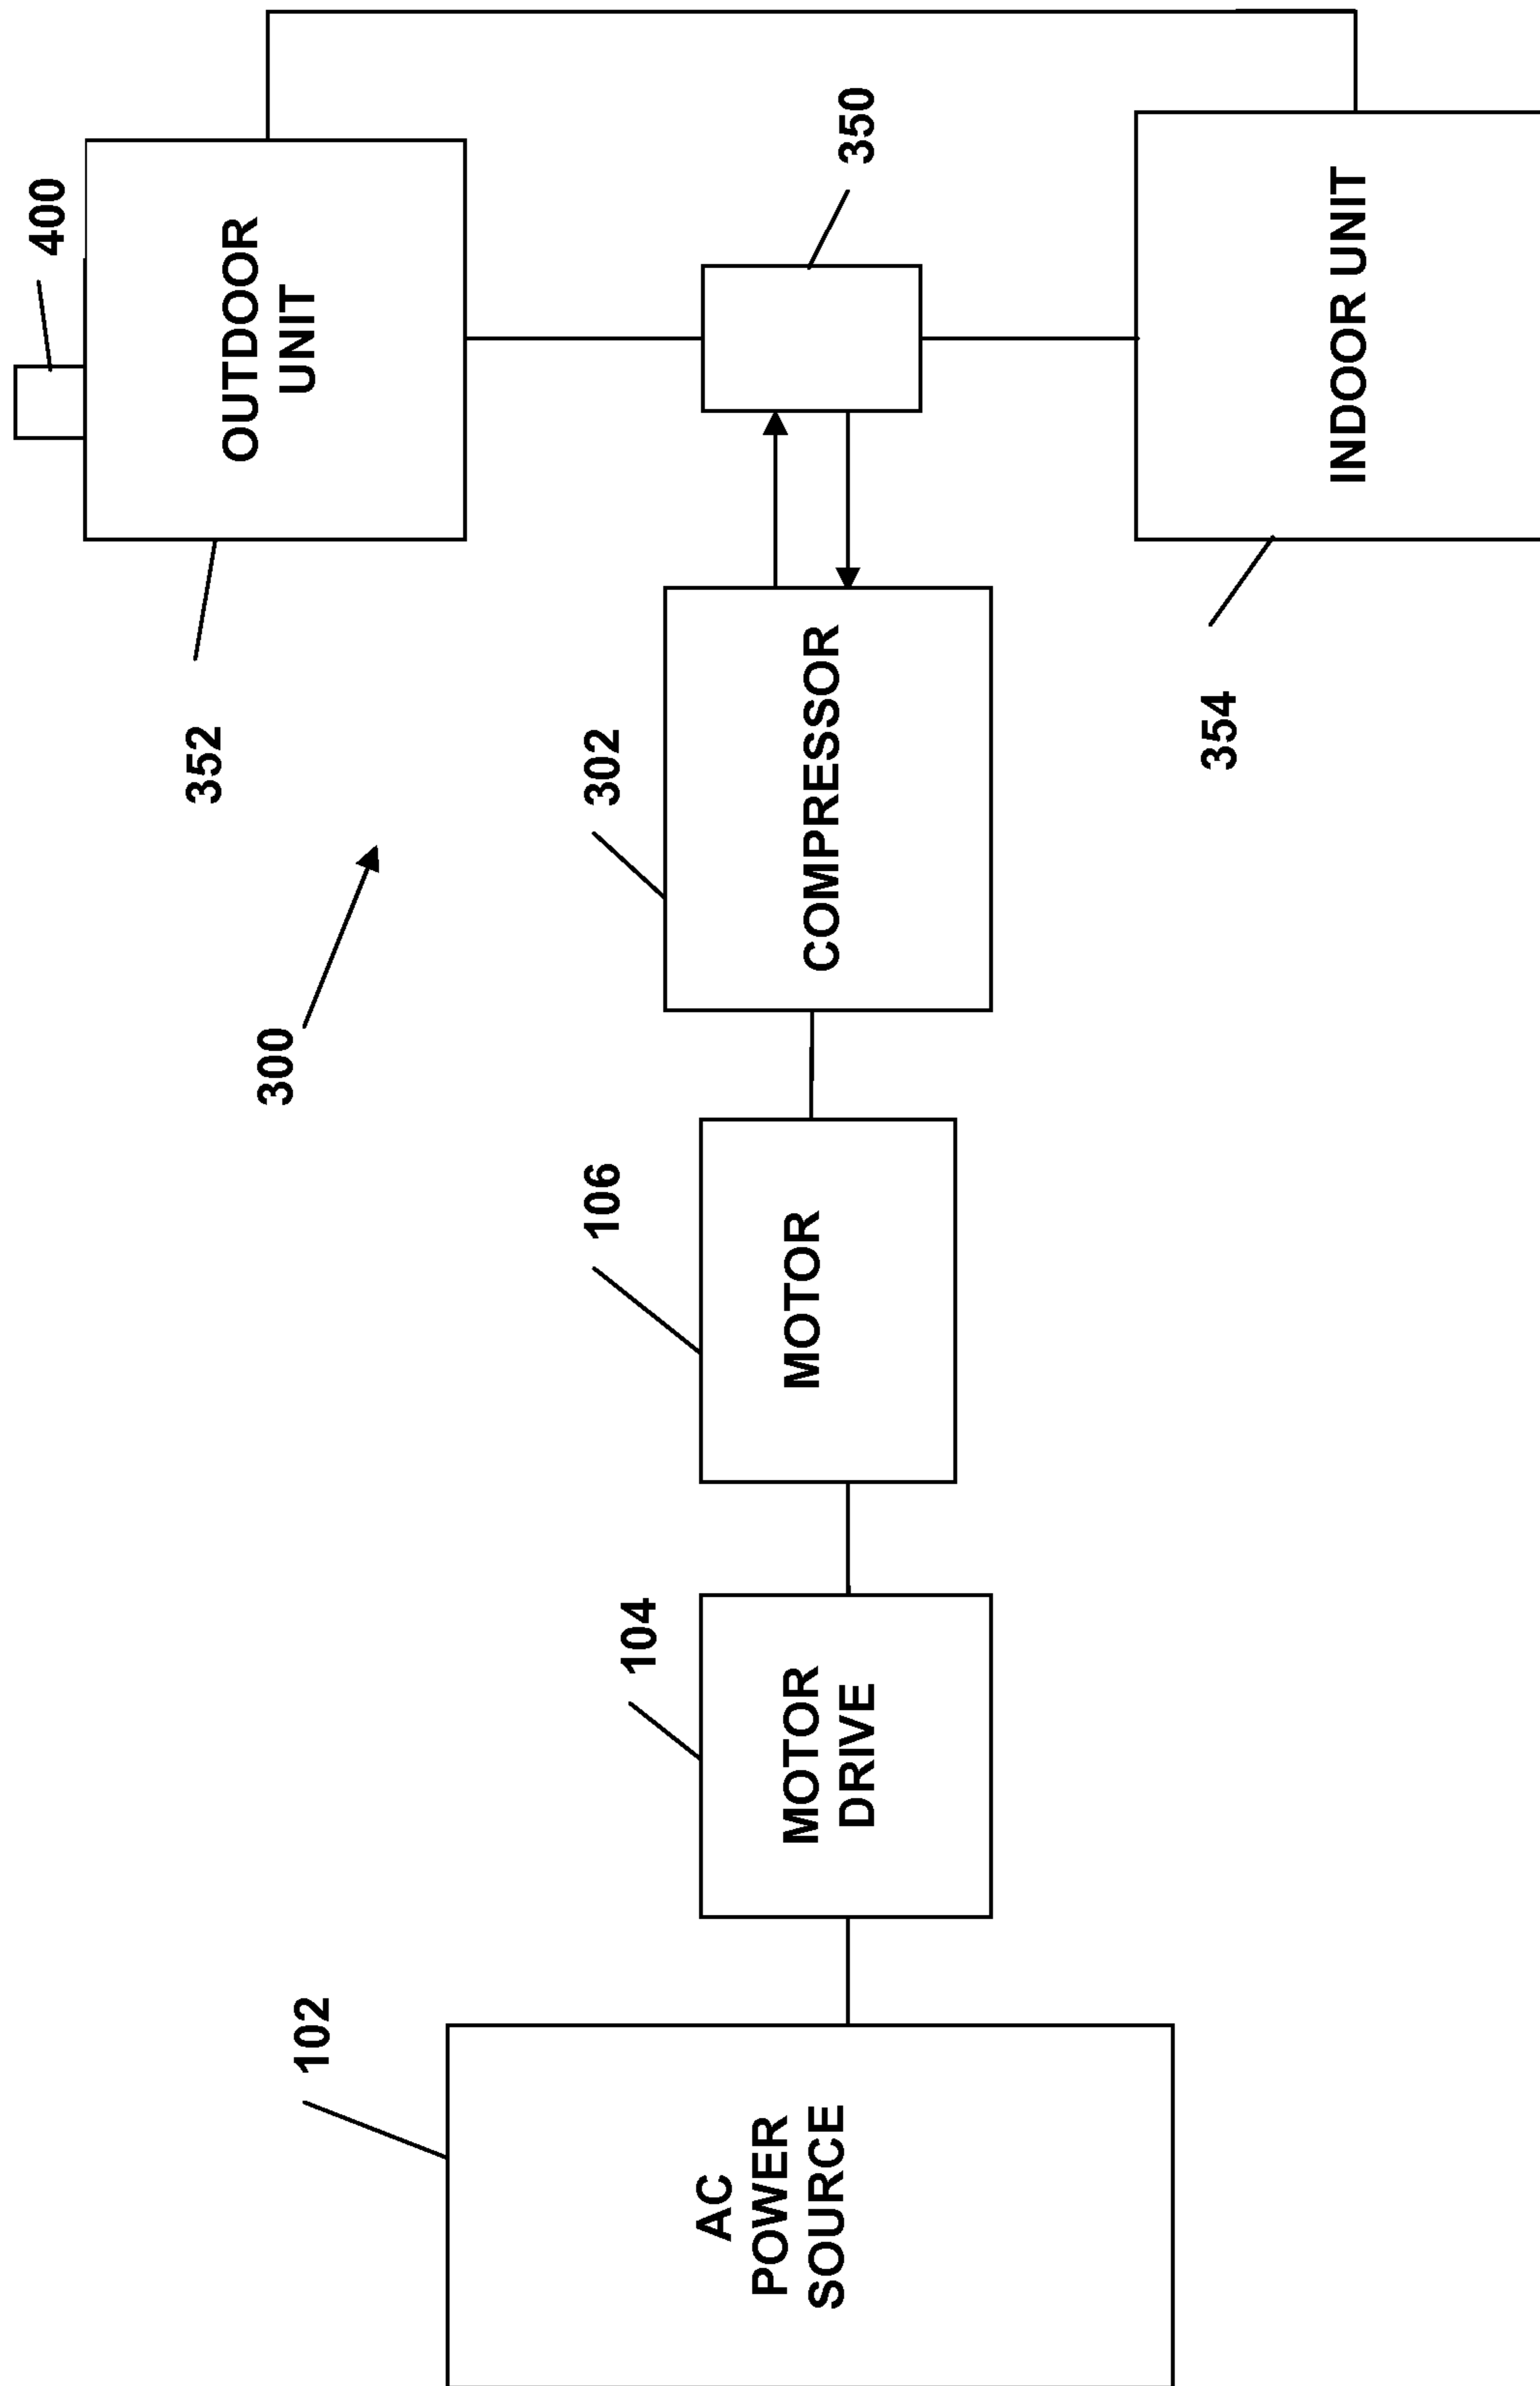 400
OUTDOOR
UNIT
352
350
INDOOR UNIT
354
300
302
COMPRESSOR
106
MOTOR
104
MOTOR
DRIVE
102
AC
POWER
SOURCE